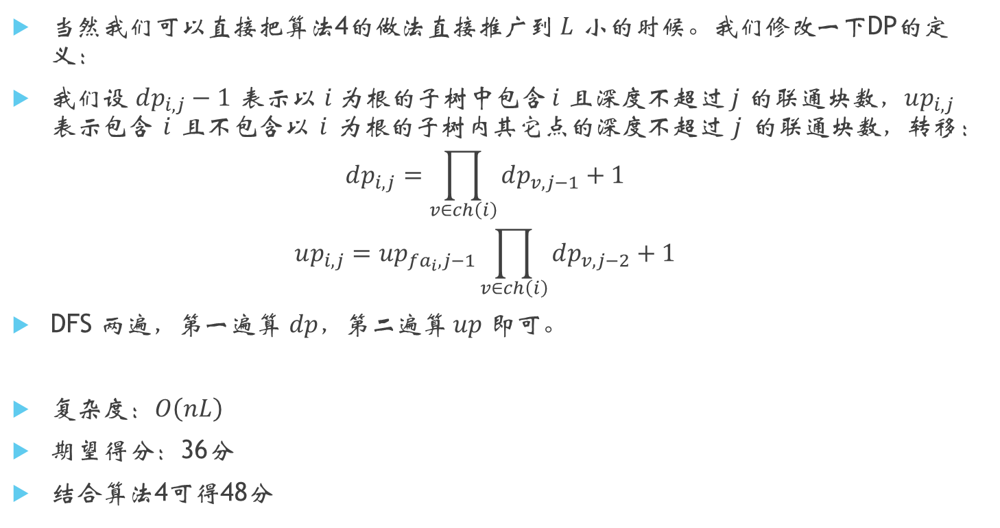 当然我们可以直接把算法4的做法直接推广到 L 小的时候。我们修改一下DP的定
义：
我们设 dp_{i,j} − 1 表示以 i 为根的子树中包含 i 且深度不超过 j 的联通块数，up_{i,j}
表示包含 i 且不包含以 i 为根的子树内其它点的深度不超过 j 的联通块数，转移：
dp_{i,j} = ∏_{v∈ch(i)} dp_{v,j−1} + 1
up_{i,j} = up_{fa_i,j−1} ∏_{v∈ch(i)} dp_{v,j−2} + 1
DFS 两遍，第一遍算 dp，第二遍算 up 即可。
复杂度：O(nL)
期望得分：36分
结合算法4可得48分